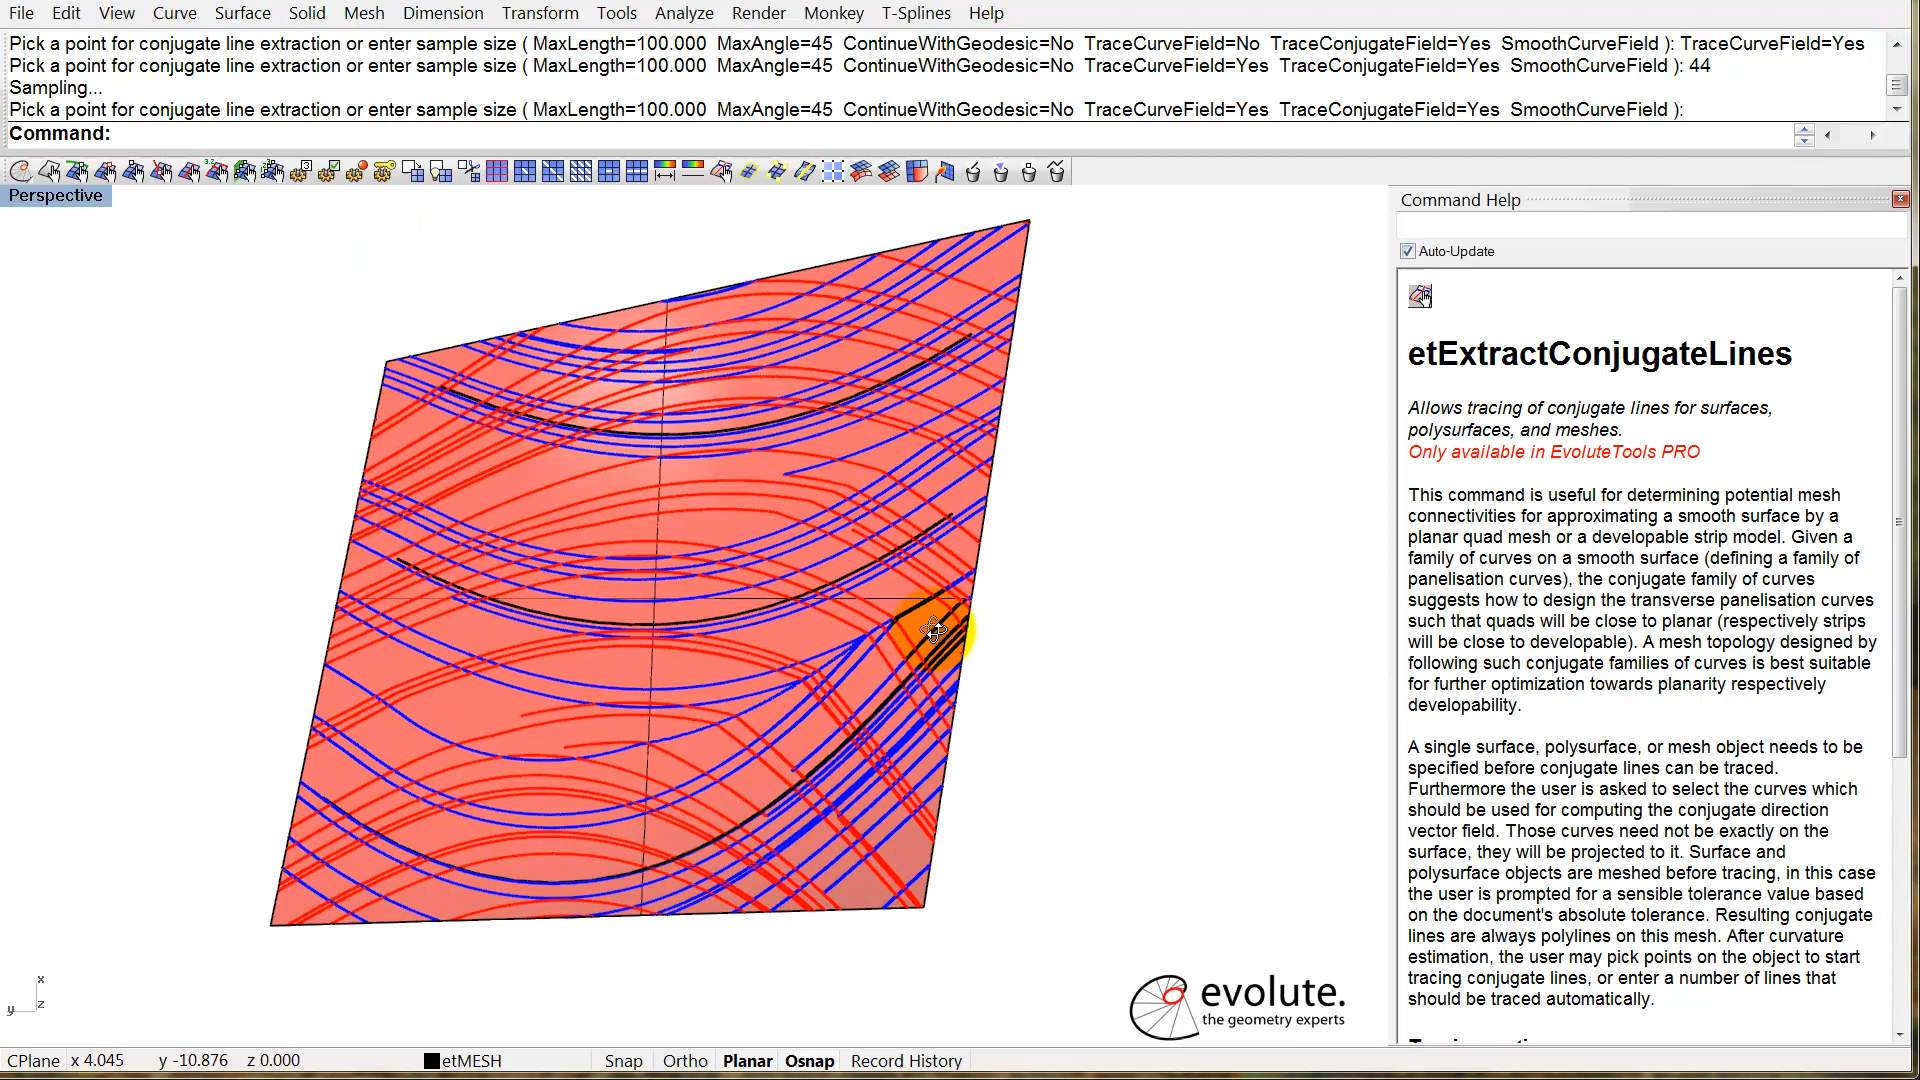 File Edit View Curve Surface Solid Mesh Dimension Transform Tools Analyze Render Monkey T-Splines Help
Pick a point for conjugate line extraction or enter sample size ( MaxLength=100.000 MaxAngle=45 ContinueWithGeodesic=No TraceCurveField=No TraceConjugateField=Yes SmoothCurveField ): TraceCurveField=Yes
Pick a point for conjugate line extraction or enter sample size ( MaxLength=100.000 MaxAngle=45 ContinueWithGeodesic=No TraceCurveField=Yes TraceConjugateField=Yes SmoothCurveField ): 44
Sampling...
Pick a point for conjugate line extraction or enter sample size ( MaxLength=100.000 MaxAngle=45 ContinueWithGeodesic=No TraceCurveField=Yes TraceConjugateField=Yes SmoothCurveField ):
Command:
Perspective
Command Help
Auto-Update
etExtractConjugateLines
Allows tracing of conjugate lines for surfaces,
polysurfaces, and meshes.
Only available in EvoluteTools PRO
This command is useful for determining potential mesh
connectivities for approximating a smooth surface by a
planar quad mesh or a developable strip model. Given a
family of curves on a smooth surface (defining a family of
panelisation curves), the conjugate family of curves
suggests how to design the transverse panelisation curves
such that quads will be close to planar (respectively strips
will be close to developable). A mesh topology designed by
following such conjugate families of curves is best suitable
for further optimization towards planarity respectively
developability.
A single surface, polysurface, or mesh object needs to be
specified before conjugate lines can be traced.
Furthermore the user is asked to select the curves which
should be used for computing the conjugate direction
vector field. Those curves need not be exactly on the
surface, they will be projected to it. Surface and
polysurface objects are meshed before tracing, in this case
the user is prompted for a sensible tolerance value based
on the document's absolute tolerance. Resulting conjugate
lines are always polylines on this mesh. After curvature
estimation, the user may pick points on the object to start
tracing conjugate lines, or enter a number of lines that
should be traced automatically.
x
y z
evolute.
the geometry experts
CPlane x 4.045 y -10.876 z 0.000 etMESH Snap Ortho Planar Osnap Record History